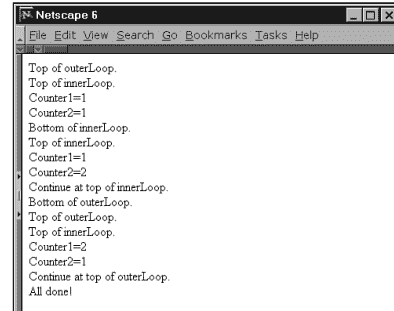 Netscape 6
File Edit View Search Go Bookmarks Tasks Help
Top of outerLoop.
Top of innerLoop.
Counter1=1
Counter2=1
Bottom of innerLoop.
Top of innerLoop.
Counter1=1
Counter2=2
Continue at top of innerLoop.
Bottom of outerLoop.
Top of outerLoop.
Top of innerLoop.
Counter1=2
Counter2=1
Continue at top of outerLoop.
All done!